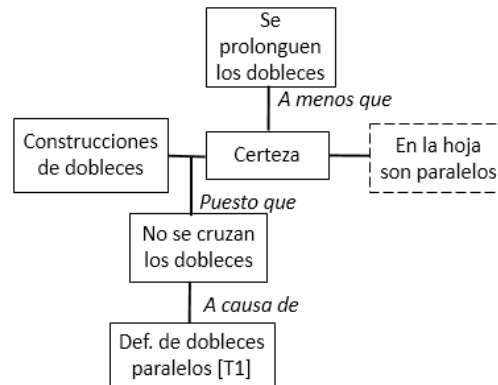 Se
prolonguen
los dobleces
A menos que
Construcciones
de dobleces
Certeza
En la hoja
son paralelos
Puesto que
No se cruzan
los dobleces
A causa de
Def. de dobleces
paralelos [T1]